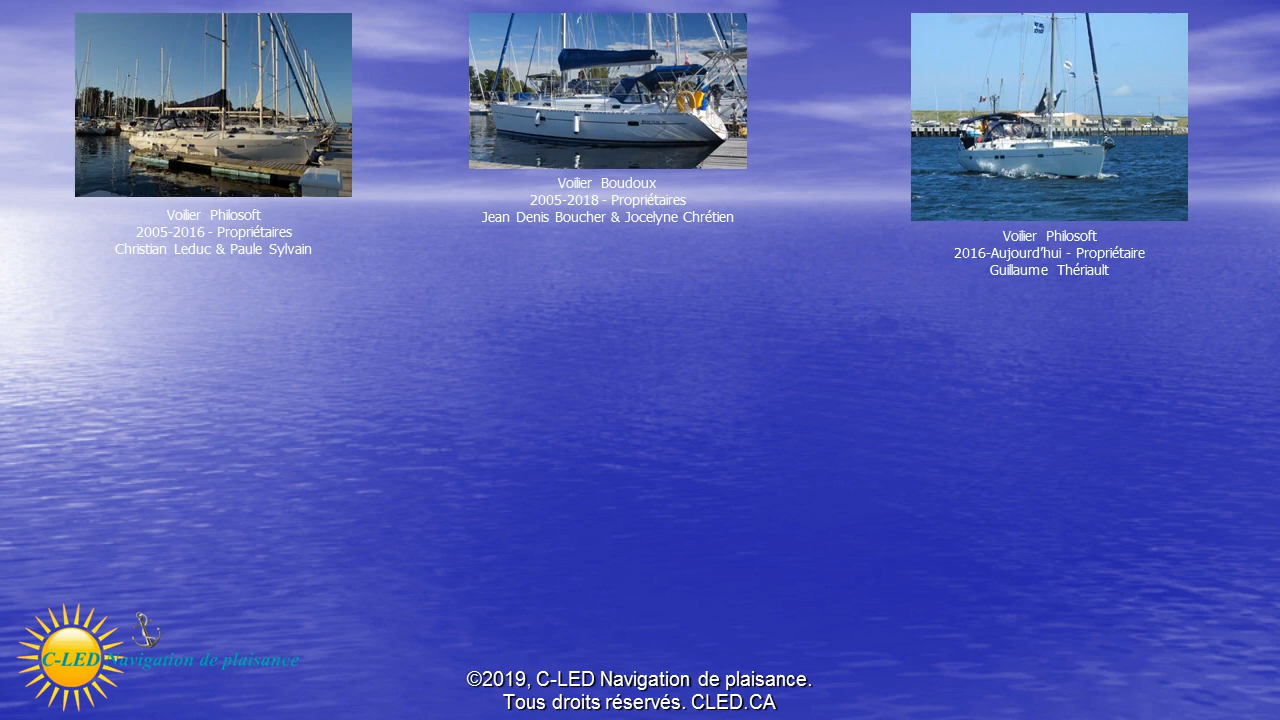 Voilier Philosoft
2005-2016 - Propriétaires
Christian Leduc & Paule Sylvain
Voilier Boudoux
2005-2018 - Propriétaires
Jean Denis Boucher & Jocelyne Chrétien
Voilier Philosoft
2016-Aujourd’hui - Propriétaire
Guillaume Thériault
C-LED Navigation de plaisance
©2019, C-LED Navigation de plaisance.
Tous droits réservés. CLED.CA